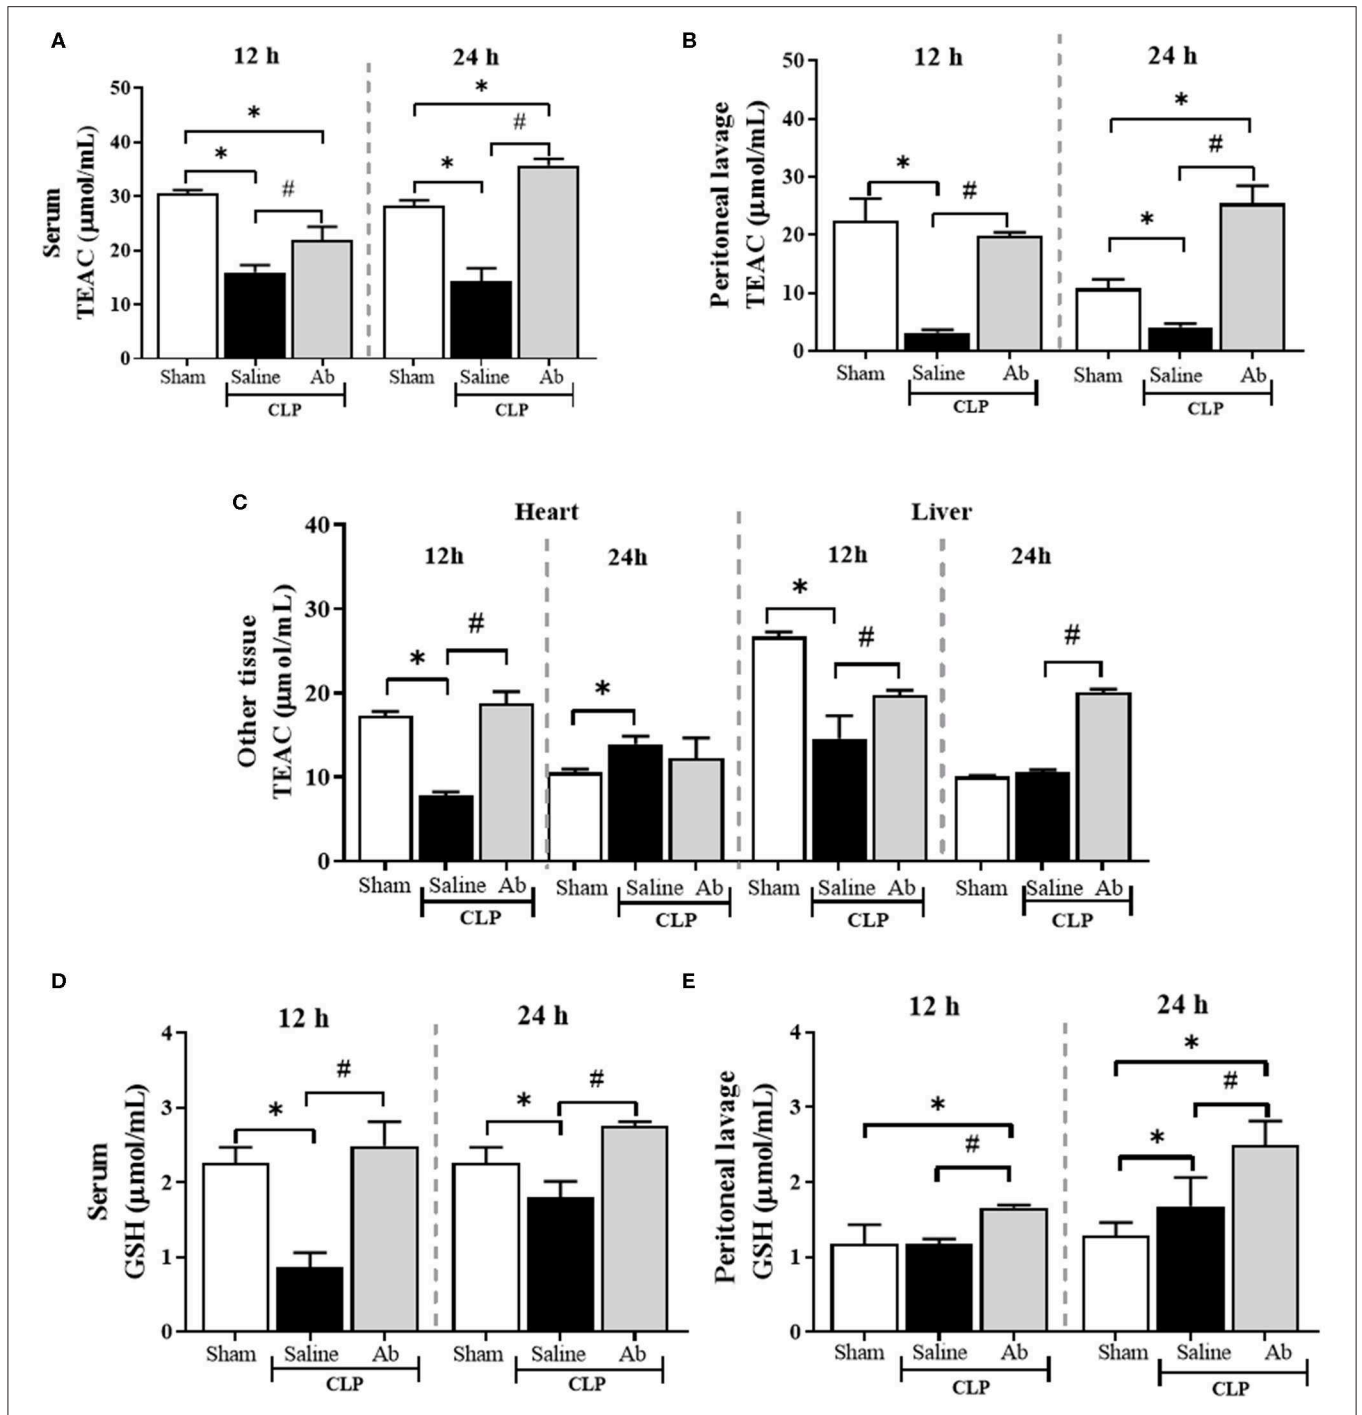 A
12 h
24 h
Serum
TEAC (µmol/mL)
50
40
30
20
10
0
*
*
#
*
*
#
Sham Saline Ab
CLP
Sham Saline Ab
CLP
B
12 h
24 h
Peritoneal lavage
TEAC (µmol/mL)
50
40
30
20
10
0
*
#
*
#
*
Sham Saline Ab
CLP
Sham Saline Ab
CLP
C
Heart
Liver
12h
24h
12h
24h
Other tissue
TEAC (µmol/mL)
40
30
20
10
0
*
#
*
*
#
#
Sham Saline Ab
CLP
Sham Saline Ab
CLP
Sham Saline Ab
CLP
Sham Saline Ab
CLP
D
12 h
24 h
Serum
GSH (µmol/mL)
4
3
2
1
0
*
#
*
#
Sham Saline Ab
CLP
Sham Saline Ab
CLP
E
12 h
24 h
Peritoneal lavage
GSH (µmol/mL)
4
3
2
1
0
*
#
*
#
*
Sham Saline Ab
CLP
Sham Saline Ab
CLP